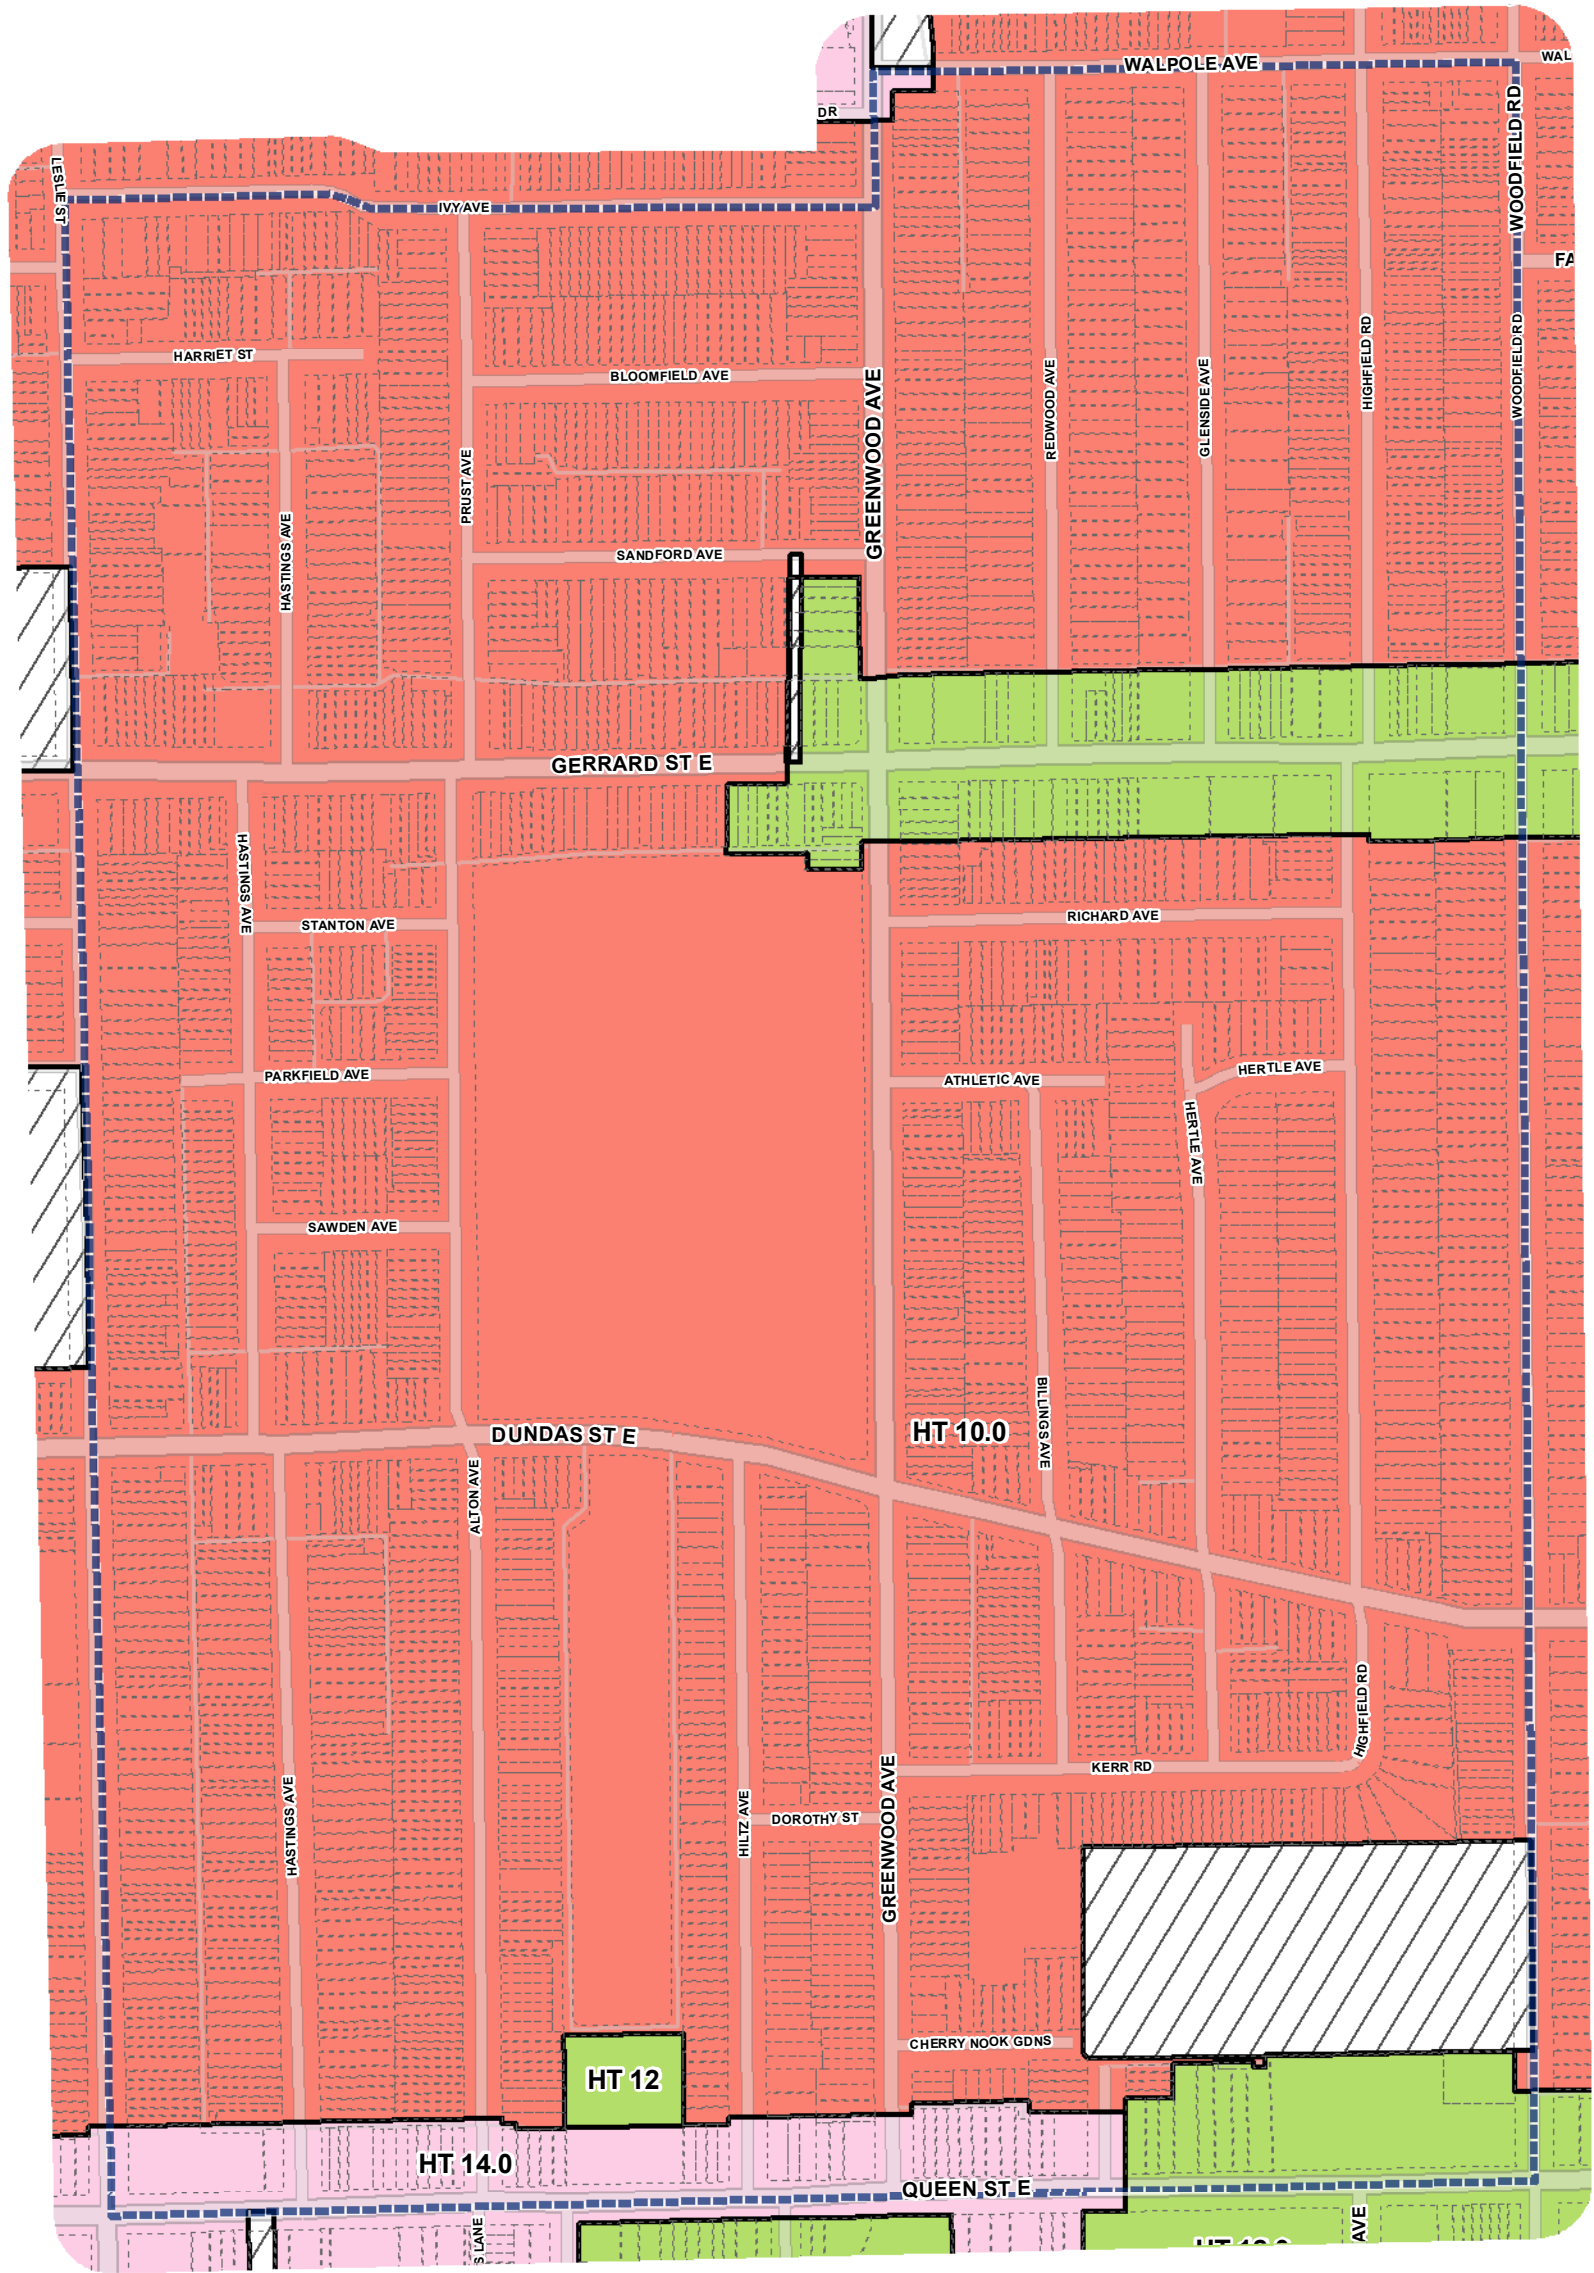 WALPOLE AVE
WAL
DR
WOODFIELD RD
LESLIE ST
IVY AVE
FA
HARRIET ST
BLOOMFIELD AVE
GREENWOOD AVE
REDWOOD AVE
GLENSIDE AVE
HIGHFIELD RD
WOODFIELD RD
PRUST AVE
HASTINGS AVE
SANDFORD AVE
GERRARD ST E
HASTINGS AVE
STANTON AVE
RICHARD AVE
PARKFIELD AVE
ATHLETIC AVE
HERTLE AVE
HERTLE AVE
SAWDEN AVE
DUNDAS ST E
HT 10.0
BILLINGS AVE
ALTON AVE
HIGHFIELD RD
KERR RD
HASTINGS AVE
HILTZ AVE
DOROTHY ST
GREENWOOD AVE
CHERRY NOOK GDNS
HT 12
HT 14.0
QUEEN ST E
S LANE
AVE